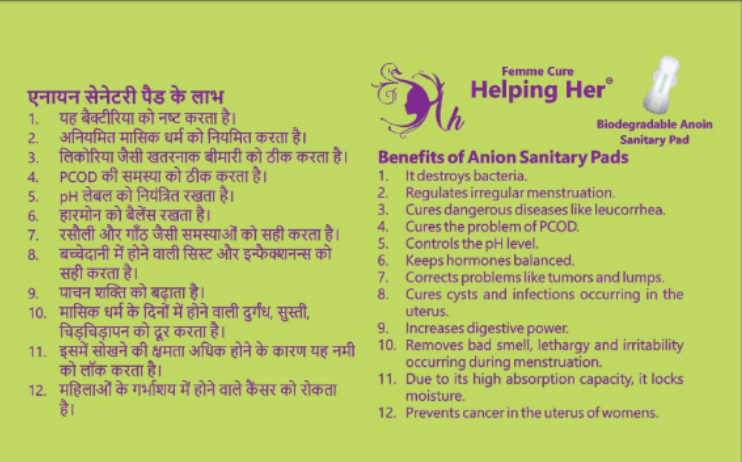 एनायन सेनेटरी पैड के लाभ
1. यह बैक्टीरिया को नष्ट करता है।
2. अनियमित मासिक धर्म को नियमित करता है।
3. लिकोरिया जैसी खतरनाक बीमारी को ठीक करता है।
4. PCOD की समस्या को ठीक करता है।
5. pH लेबल को नियंत्रित रखता है।
6. हारमोन को बैलेंस रखता है।
7. रसौली और गाँठ जैसी समस्याओं को सही करता है।
8. बच्चेदानी में होने वाली सिस्ट और इन्फैक्शनन्स को
सही करता है।
9. पाचन शक्ति को बढ़ाता है।
10. मासिक धर्म के दिनों में होने वाली दुर्गंध, सुस्ती,
चिड़चिड़ापन को दूर करता है।
11. इसमें सोखने की क्षमता अधिक होने के कारण यह नमी
को लॉक करता है।
12. महिलाओं के गर्भाशय में होने वाले कैंसर को रोकता
है।
Ah
Femme Cure
Helping Her®
Biodegradable Anoin
Sanitary Pad
Benefits of Anion Sanitary Pads
1. It destroys bacteria.
2. Regulates irregular menstruation.
3. Cures dangerous diseases like leucorrhea.
4. Cures the problem of PCOD.
5. Controls the pH level.
6. Keeps hormones balanced.
7. Corrects problems like tumors and lumps.
8. Cures cysts and infections occurring in the
uterus.
9. Increases digestive power.
10. Removes bad smell, lethargy and irritability
occurring during menstruation.
11. Due to its high absorption capacity, it locks
moisture.
12. Prevents cancer in the uterus of womens.